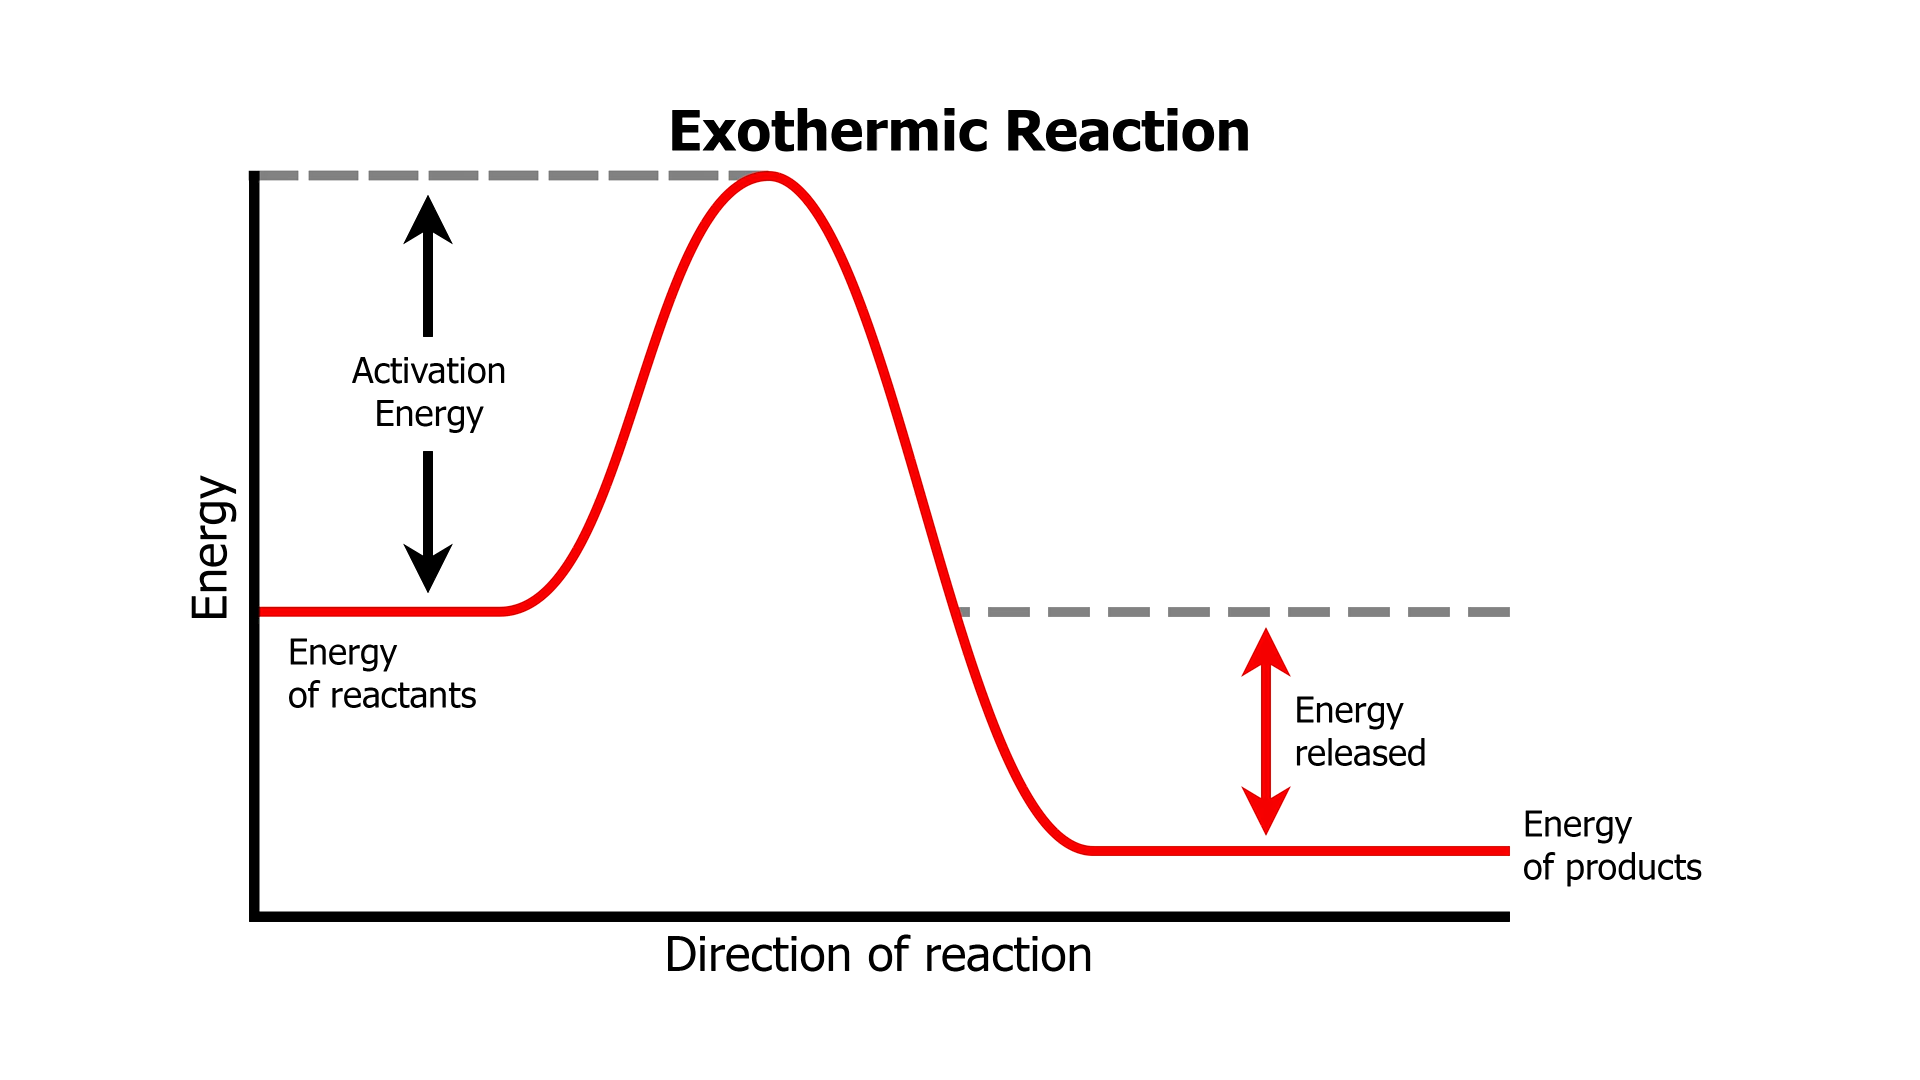 Exothermic Reaction
Activation
Energy
Energy
Energy
of reactants
Energy
released
Energy
of products
Direction of reaction